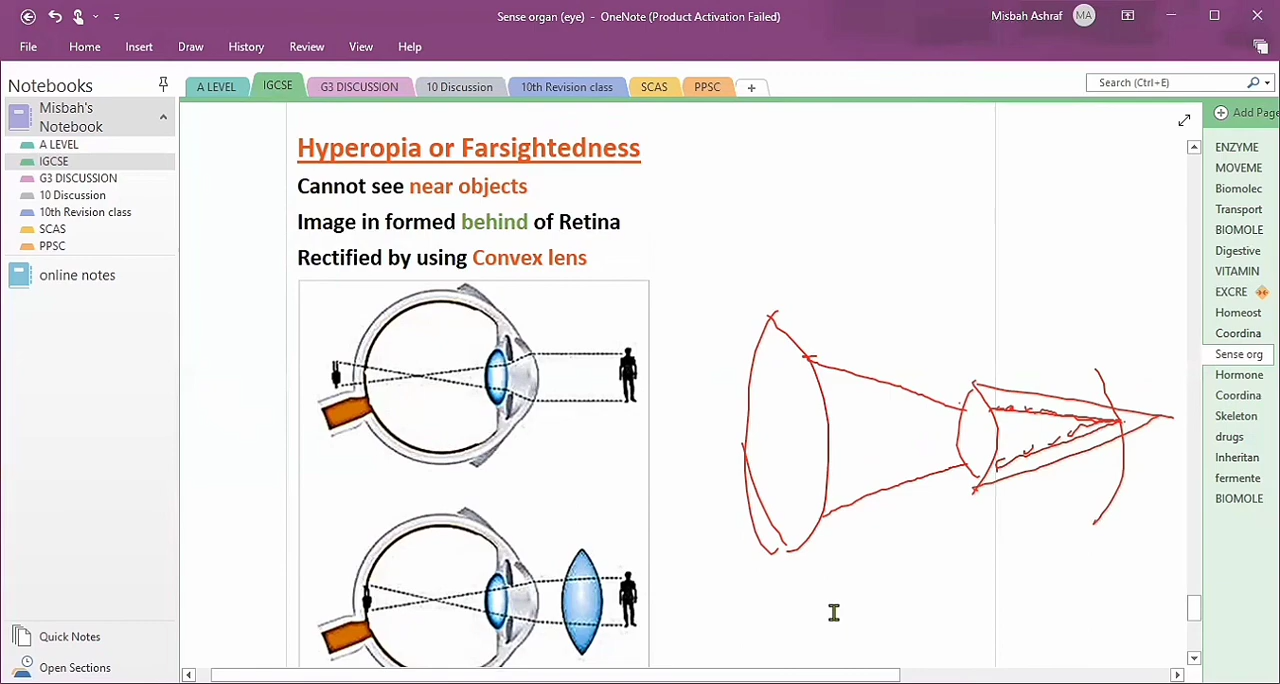 Sense organ (eye) - OneNote (Product Activation Failed)
Misbah Ashraf
MA
File
Home
Insert
Draw
History
Review
View
Help
Notebooks
A LEVEL
IGCSE
G3 DISCUSSION
10 Discussion
10th Revision class
SCAS
PPSC
+
Search (Ctrl+E)
Misbah's
Notebook
A LEVEL
IGCSE
G3 DISCUSSION
10 Discussion
10th Revision class
SCAS
PPSC
online notes
Quick Notes
Open Sections
Hyperopia or Farsightedness
Cannot see near objects
Image in formed behind of Retina
Rectified by using Convex lens
Add Page
ENZYME
MOVEME
Biomolec
Transport
BIOMOLE
Digestive
VITAMIN
EXCRE
Homeost
Coordina
Sense org
Hormone
Coordina
Skeleton
drugs
Inheritan
fermente
BIOMOLE